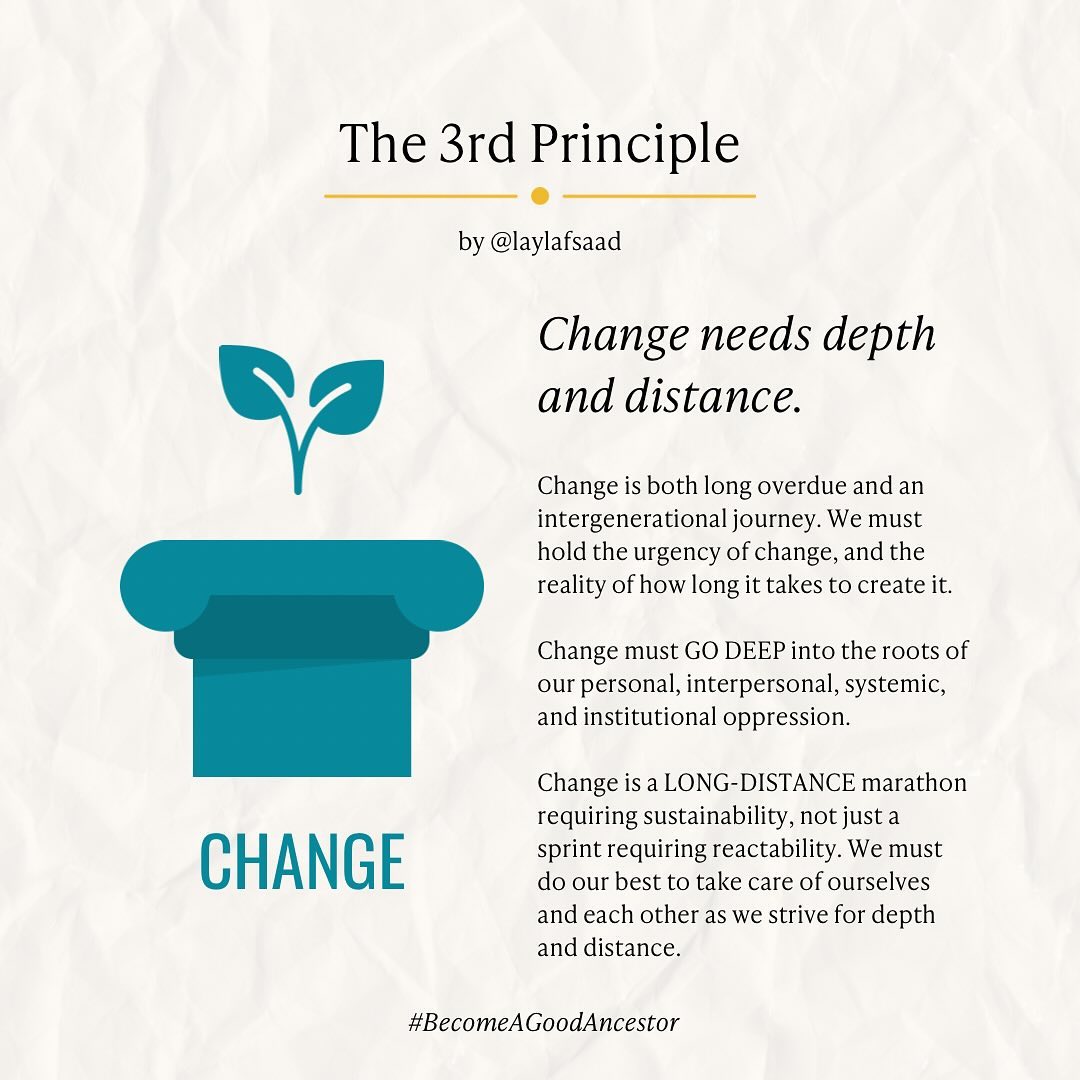 The 3rd Principle
by @laylafsaad
Change needs depth
and distance.
Change is both long overdue and an
intergenerational journey. We must
hold the urgency of change, and the
reality of how long it takes to create it.
Change must GO DEEP into the roots of
our personal, interpersonal, systemic,
and institutional oppression.
Change is a LONG-DISTANCE marathon
requiring sustainability, not just a
sprint requiring reactability. We must
do our best to take care of ourselves
and each other as we strive for depth
and distance.
CHANGE
#BecomeAGoodAncestor